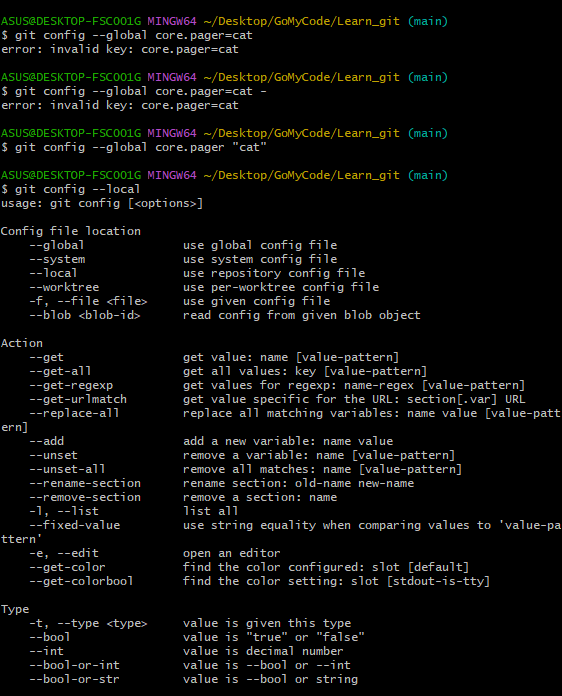 ASUS@DESKTOP-FSCOO1G MINGW64 ~/Desktop/GoMyCode/Learn_git (main)
$ git config --global core.pager=cat
error: invalid key: core.pager=cat
ASUS@DESKTOP-FSCOO1G MINGW64 ~/Desktop/GoMyCode/Learn_git (main)
$ git config --global core.pager=cat -
error: invalid key: core.pager=cat
ASUS@DESKTOP-FSCOO1G MINGW64 ~/Desktop/GoMyCode/Learn_git (main)
$ git config --global core.pager "cat"
ASUS@DESKTOP-FSCOO1G MINGW64 ~/Desktop/GoMyCode/Learn_git (main)
$ git config --local
usage: git config [<options>]
Config file location
--global use global config file
--system use system config file
--local use repository config file
--worktree use per-worktree config file
-f, --file <file> use given config file
--blob <blob-id> read config from given blob object
Action
--get get value: name [value-pattern]
--get-all get all values: key [value-pattern]
--get-regexp get values for regexp: name-regex [value-pattern]
--get-urlmatch get value specific for the URL: section[.var] URL
--replace-all replace all matching variables: name value [value-patt
ern]
--add add a new variable: name value
--unset remove a variable: name [value-pattern]
--unset-all remove all matches: name [value-pattern]
--rename-section rename section: old-name new-name
--remove-section remove a section: name
-l, --list list all
--fixed-value use string equality when comparing values to 'value-pa
ttern'
-e, --edit open an editor
--get-color find the color configured: slot [default]
--get-colorbool find the color setting: slot [stdout-is-tty]
Type
-t, --type <type> value is given this type
--bool value is "true" or "false"
--int value is decimal number
--bool-or-int value is --bool or --int
--bool-or-str value is --bool or string